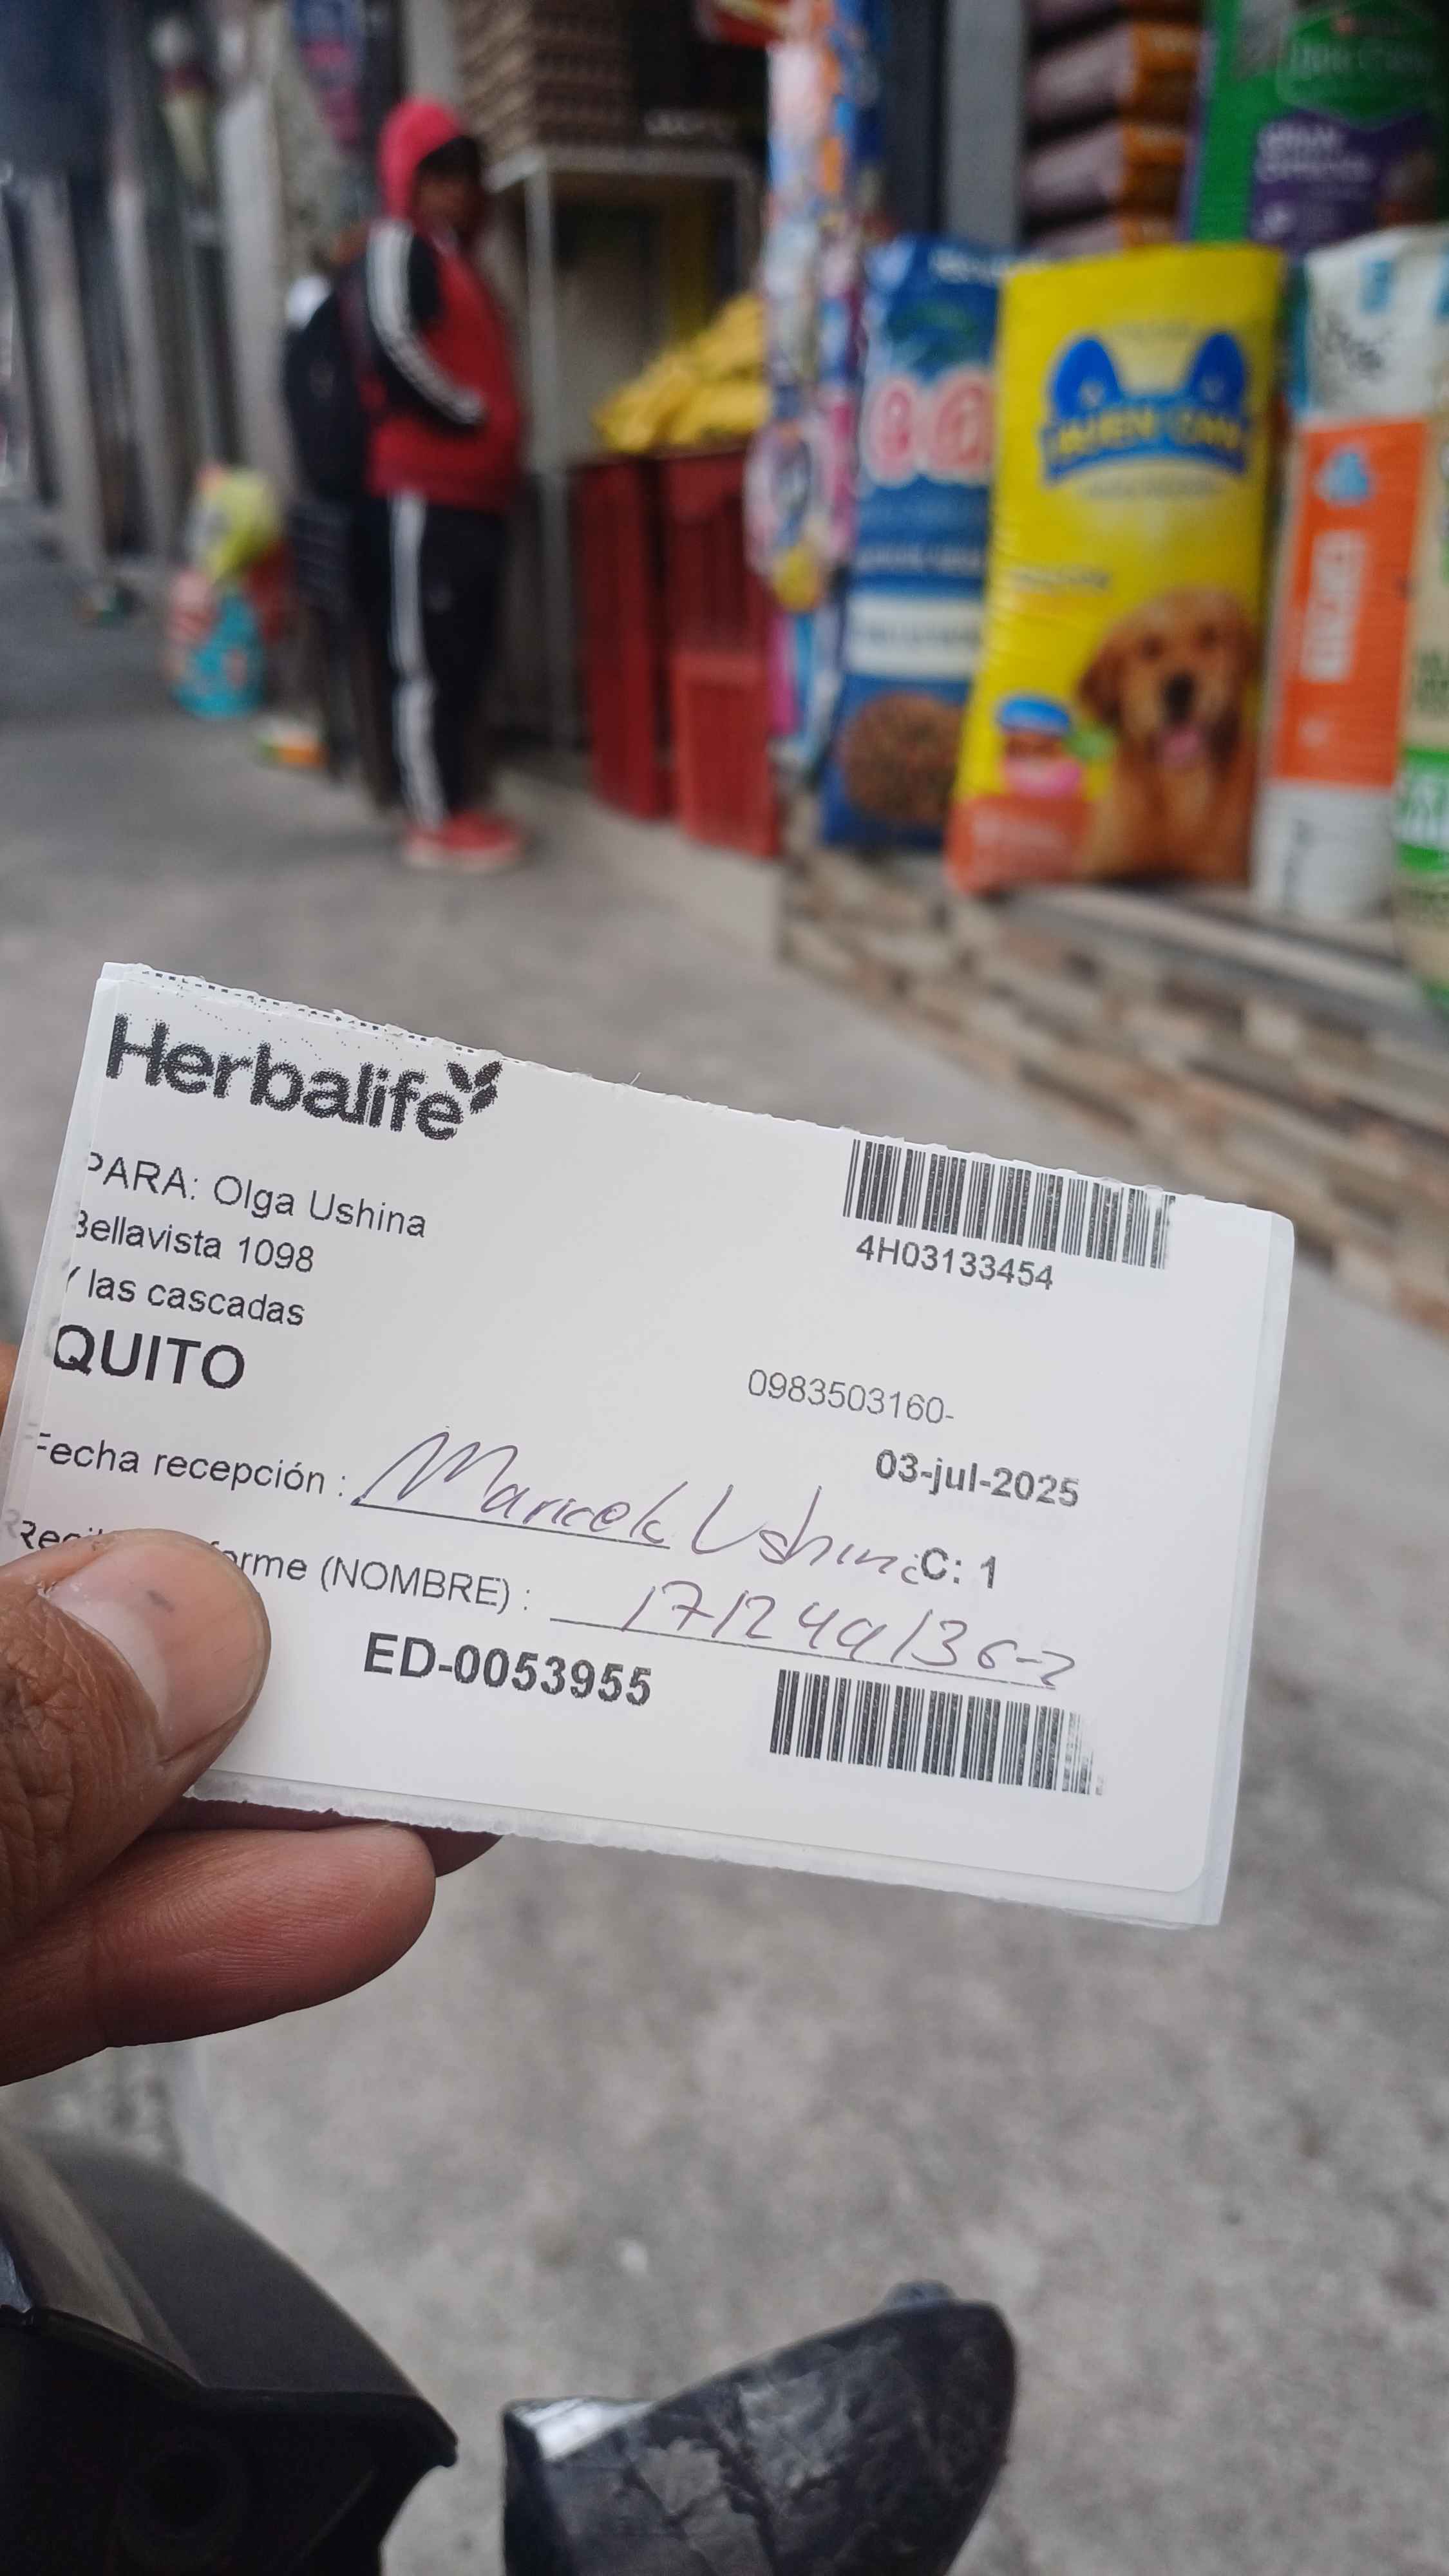 Herbalife
PARA: Olga Ushina
Bellavista 1098
Y las cascadas
QUITO
4H03133454
0983503160-
03-jul-2025
Fecha recepción : Marcela Ushina
C: 1
forme (NOMBRE) : 171249136-2
ED-0053955